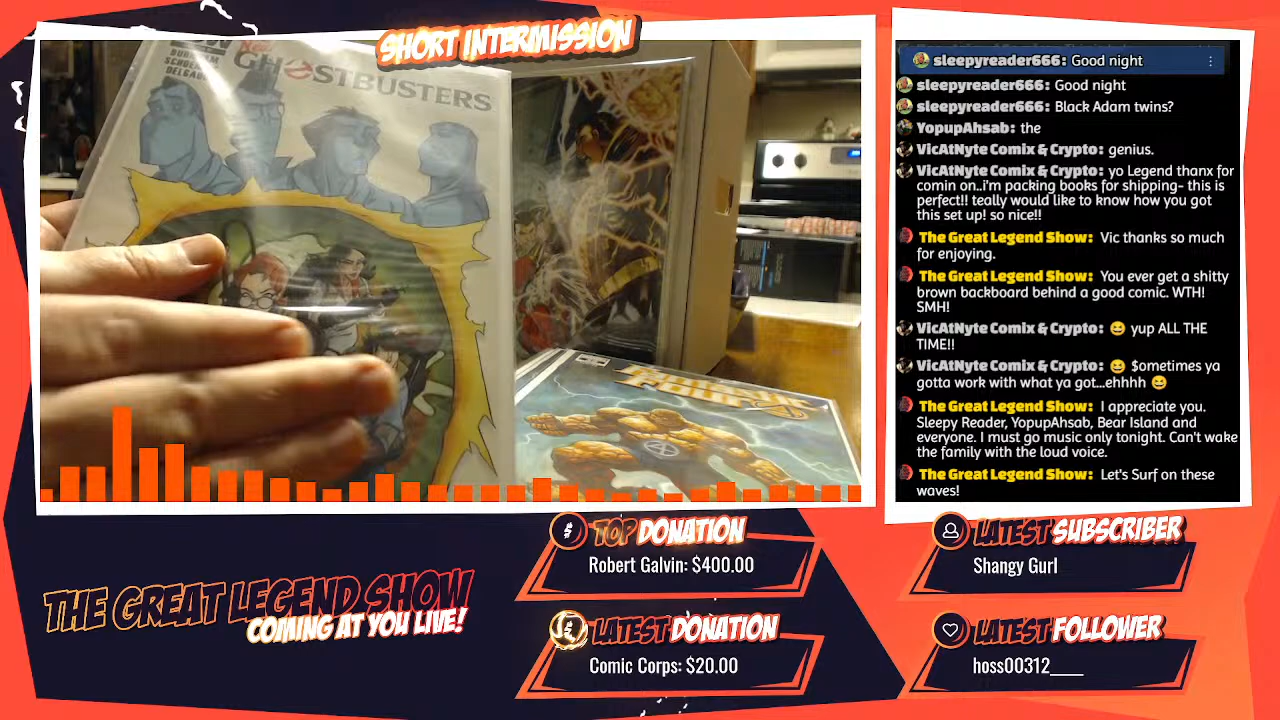 SHORT INTERMISSION
GHOSTBUSTERS
sleepyreader666: Good night
sleepyreader666: Good night
sleepyreader666: Black Adam twins?
YopupAhsab: the
VicAtNyte Comix & Crypto: genius.
VicAtNyte Comix & Crypto: yo Legend thanx for
comin on..i'm packing books for shipping- this is
perfect!! teally would like to know how you got
this set up! so nice!!
The Great Legend Show: Vic thanks so much
for enjoying.
The Great Legend Show: You ever get a shitty
brown backboard behind a good comic. WTH!
SMH!
VicAtNyte Comix & Crypto: 😄 yup ALL THE
TIME!!
VicAtNyte Comix & Crypto: 😄 $ometimes ya
gotta work with what ya got...ehhhh 😄
The Great Legend Show: I appreciate you.
Sleepy Reader, YopupAhsab, Bear Island and
everyone. I must go music only tonight. Can't wake
the family with the loud voice.
The Great Legend Show: Let's Surf on these
waves!
THE GREAT LEGEND SHOW
COMING AT YOU LIVE!
TOP DONATION
Robert Galvin: $400.00
LATEST DONATION
Comic Corps: $20.00
LATEST SUBSCRIBER
Shangy Gurl
LATEST FOLLOWER
hoss00312____